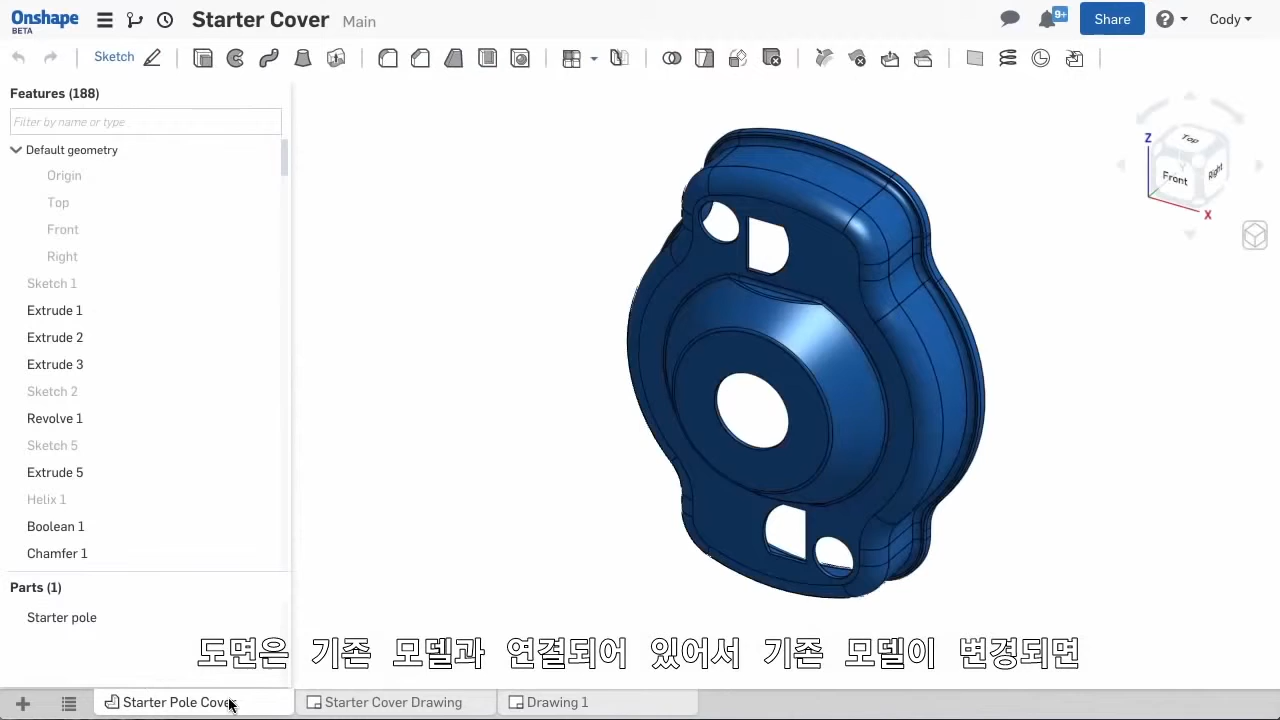 Onshape
BETA
Starter Cover Main
9+
Share
Cody
Sketch
Features (188)
Filter by name or type
Default geometry
Origin
Top
Front
Right
Sketch 1
Extrude 1
Extrude 2
Extrude 3
Sketch 2
Revolve 1
Sketch 5
Extrude 5
Helix 1
Boolean 1
Chamfer 1
Parts (1)
Starter pole
Z
Top
Y
Front
Right
X
도면은 기존 모델과 연결되어 있어서 기존 모델이 변경되면
Starter Pole Cover Starter Cover Drawing Drawing 1